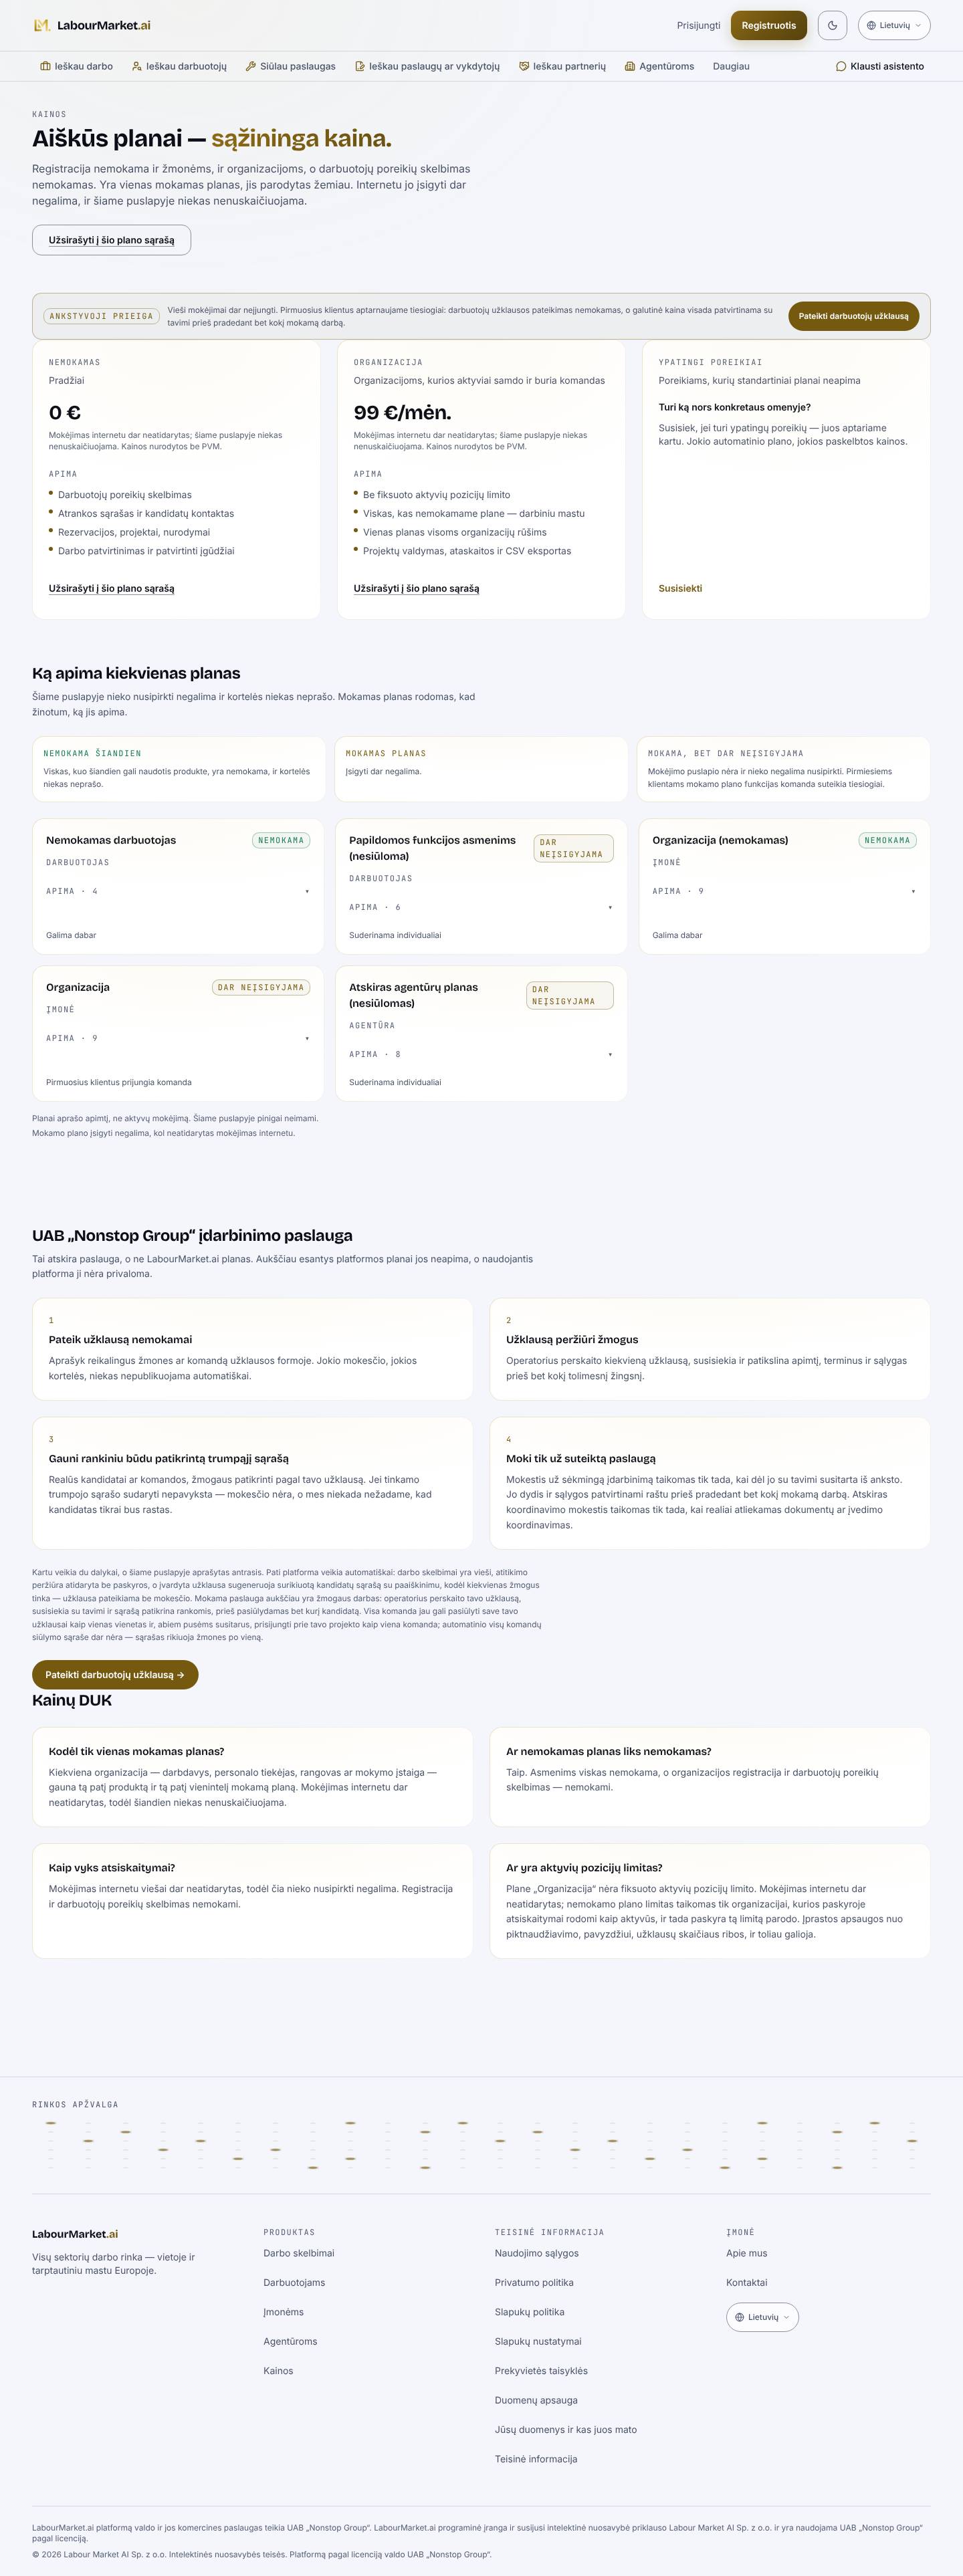 LabourMarket.ai
Prisijungti
Registruotis
Lietuvių
Ieškau darbo
Ieškau darbuotojų
Siūlau paslaugas
Ieškau paslaugų ar vykdytojų
Ieškau partnerių
Agentūroms
Daugiau
Klausti asistento
KAINOS
Aiškūs planai — sąžininga kaina.
Registracija nemokama ir žmonėms, ir organizacijoms, o darbuotojų poreikį skelbimas
nemokamas. Yra vienas mokamas planas, jis parodytas žemiau. Internetu jo įsigyti dar
negalima, ir šiame puslapyje niekas nenuskaičiuojama.
Užsirašyti į šio plano sąrašą
ANKSTYVOJI PRIEIGA
Vieši mokėjimai dar neįjungti. Pirmuosius klientus aptarnaujame tiesiogiai: darbuotojų užklausos pateikimas nemokamas, o galutinė kaina visada patvirtinama su
tavimi prieš pradedant bet kokį mokamą darbą.
Pateikti darbuotojų užklausą
NEMOKAMAS
Pradžiai
0 €
Mokėjimas internetu dar neatidarytas; šiame puslapyje niekas
nenuskaičiuojama. Kainos nurodytos be PVM.
APIMA
Darbuotojų poreikių skelbimas
Atrankos sąrašas ir kandidatų kontaktas
Rezervacijos, projektai, nurodymai
Darbo patvirtinimas ir patvirtinti įgūdžiai
Užsirašyti į šio plano sąrašą
ORGANIZACIJA
Organizacijoms, kurios aktyviai samdo ir buria komandas
99 €/mėn.
Mokėjimas internetu dar neatidarytas; šiame puslapyje niekas
nenuskaičiuojama. Kainos nurodytos be PVM.
APIMA
Be fiksuoto aktyvių pozicijų limito
Viskas, kas nemokamame plane — darbiniu mastu
Vienas planas visoms organizacijų rūšims
Projektų valdymas, ataskaitos ir CSV eksportas
Užsirašyti į šio plano sąrašą
YPATINGI POREIKIAI
Poreikiams, kurių standartiniai planai neapima
Turi ką nors konkretaus omenyje?
Susisiek, jei turi ypatingų poreikių — juos aptariame
kartu. Jokio automatinio plano, jokios paskelbtos kainos.
Susisiekti
Ką apima kiekvienas planas
Šiame puslapyje nieko nusipirkti negalima ir kortelės niekas neprašo. Mokamas planas rodomas, kad
žinotum, ką jis apima.
NEMOKAMA ŠIANDIEN
Viskas, kuo šiandien gali naudotis produkte, yra nemokama, ir kortelės
niekas neprašo.
MOKAMAS PLANAS
Įsigyti dar negalima.
MOKAMA, BET DAR NEĮSIGYJAMA
Mokėjimo puslapio nėra ir nieko negalima nusipirkti. Pirmiesiems
klientams mokamo plano funkcijas komanda suteikia tiesiogiai.
Nemokamas darbuotojas
NEMOKAMA
DARBUOTOJAS
APIMA · 4
Galima dabar
Papildomos funkcijos asmenims
(nesiūloma)
DAR
NEĮSIGYJAMA
DARBUOTOJAS
APIMA · 6
Suderinama individualiai
Organizacija (nemokamas)
NEMOKAMA
ĮMONĖ
APIMA · 9
Galima dabar
Organizacija
DAR NEĮSIGYJAMA
ĮMONĖ
APIMA · 9
Pirmuosius klientus prijungia komanda
Atskiras agentūrų planas
(nesiūlomas)
DAR
NEĮSIGYJAMA
AGENTŪRA
APIMA · 8
Suderinama individualiai
Planai aprašo apimtį, ne aktyvų mokėjimą. Šiame puslapyje pinigai neimami.
Mokamo plano įsigyti negalima, kol neatidarytas mokėjimas internetu.
UAB „Nonstop Group“ įdarbinimo paslauga
Tai atskira paslauga, o ne LabourMarket.ai planas. Aukščiau esantys platformos planai jos neapima, o naudojantis
platforma ji nėra privaloma.
1
Pateik užklausą nemokamai
Aprašyk reikalingus žmones ar komandą užklausos formoje. Jokio mokesčio, jokios
kortelės, niekas nepublikuojama automatiškai.
2
Užklausą peržiūri žmogus
Operatorius perskaito kiekvieną užklausą, susisiekia ir patikslina apimtį, terminus ir sąlygas
prieš bet kokį tolimesnį žingsnį.
3
Gauni rankiniu būdu patikrintą trumpąjį sąrašą
Realūs kandidatai ar komandos, žmogaus patikrinti pagal tavo užklausą. Jei tinkamo
trumpojo sąrašo sudaryti nepavyksta — mokesčio nėra, o mes niekada nežadame, kad
kandidatas tikrai bus rastas.
4
Moki tik už suteiktą paslaugą
Mokestis už sėkmingą įdarbinimą taikomas tik tada, kai dėl jo su tavimi susitarta iš anksto.
Jo dydis ir sąlygos patvirtinami raštu prieš pradedant bet kokį mokamą darbą. Atskiras
koordinavimo mokestis taikomas tik tada, kai realiai atliekamas dokumentų ar įvedimo
koordinavimas.
Kartu veikia du dalykai, o šiame puslapyje aprašytas antrasis. Pati platforma veikia automatiškai: darbo skelbimai yra vieši, atitikimo
peržiūra atidaryta be paskyros, o įvardyta užklausa sugeneruoja surikiuotą kandidatų sąrašą su paaiškinimu, kodėl kiekvienas žmogus
tinka — užklausa pateikiama be mokesčio. Mokama paslauga aukščiau yra žmogaus darbas: operatorius perskaito tavo užklausą,
susisiekia su tavimi ir sąrašą patikrina rankomis, prieš pasiūlydamas bet kurį kandidatą. Visa komanda jau gali pasiūlyti save tavo
užklausai kaip vienas vienetas ir, abiem pusėms susitarus, prisijungti prie tavo projekto kaip viena komanda; automatinio visų komandų
siūlymo sąraše dar nėra — sąrašas rikiuoja žmones po vieną.
Pateikti darbuotojų užklausą →
Kainų DUK
Kodėl tik vienas mokamas planas?
Kiekviena organizacija — darbdavys, personalo tiekėjas, rangovas ar mokymo įstaiga —
gauna tą patį produktą ir tą patį vienintelį mokamą planą. Mokėjimas internetu dar
neatidarytas, todėl šiandien niekas nenuskaičiuojama.
Ar nemokamas planas liks nemokamas?
Taip. Asmenims viskas nemokama, o organizacijos registracija ir darbuotojų poreikių
skelbimas — nemokami.
Kaip vyks atsiskaitymai?
Mokėjimas internetu viešai dar neatidarytas, todėl čia nieko nusipirkti negalima. Registracija
ir darbuotojų poreikių skelbimas nemokami.
Ar yra aktyvių pozicijų limitas?
Plane „Organizacija“ nėra fiksuoto aktyvių pozicijų limito. Mokėjimas internetu dar
neatidarytas; nemokamo plano limitas taikomas tik organizacijai, kurios paskyroje
atsiskaitymai rodomi kaip aktyvūs, ir tada paskyra tą limitą parodo. Įprastos apsaugos nuo
piktnaudžiavimo, pavyzdžiui, užklausų skaičiaus ribos, ir toliau galioja.
RINKOS APŽVALGA
LabourMarket.ai
Visų sektorių darbo rinka — vietoje ir
tarptautiniu mastu Europoje.
PRODUKTAS
Darbo skelbimai
Darbuotojams
Įmonėms
Agentūroms
Kainos
TEISINĖ INFORMACIJA
Naudojimo sąlygos
Privatumo politika
Slapukų politika
Slapukų nustatymai
Prekyvietės taisyklės
Duomenų apsauga
Jūsų duomenys ir kas juos mato
Teisinė informacija
ĮMONĖ
Apie mus
Kontaktai
Lietuvių
LabourMarket.ai platformą valdo ir jos komercines paslaugas teikia UAB „Nonstop Group“. LabourMarket.ai programinė įranga ir susijusi intelektinė nuosavybė priklauso Labour Market AI Sp. z o.o. ir yra naudojama UAB „Nonstop Group“
pagal licenciją.
© 2026 Labour Market AI Sp. z o.o. Intelektinės nuosavybės teisės. Platformą pagal licenciją valdo UAB „Nonstop Group“.